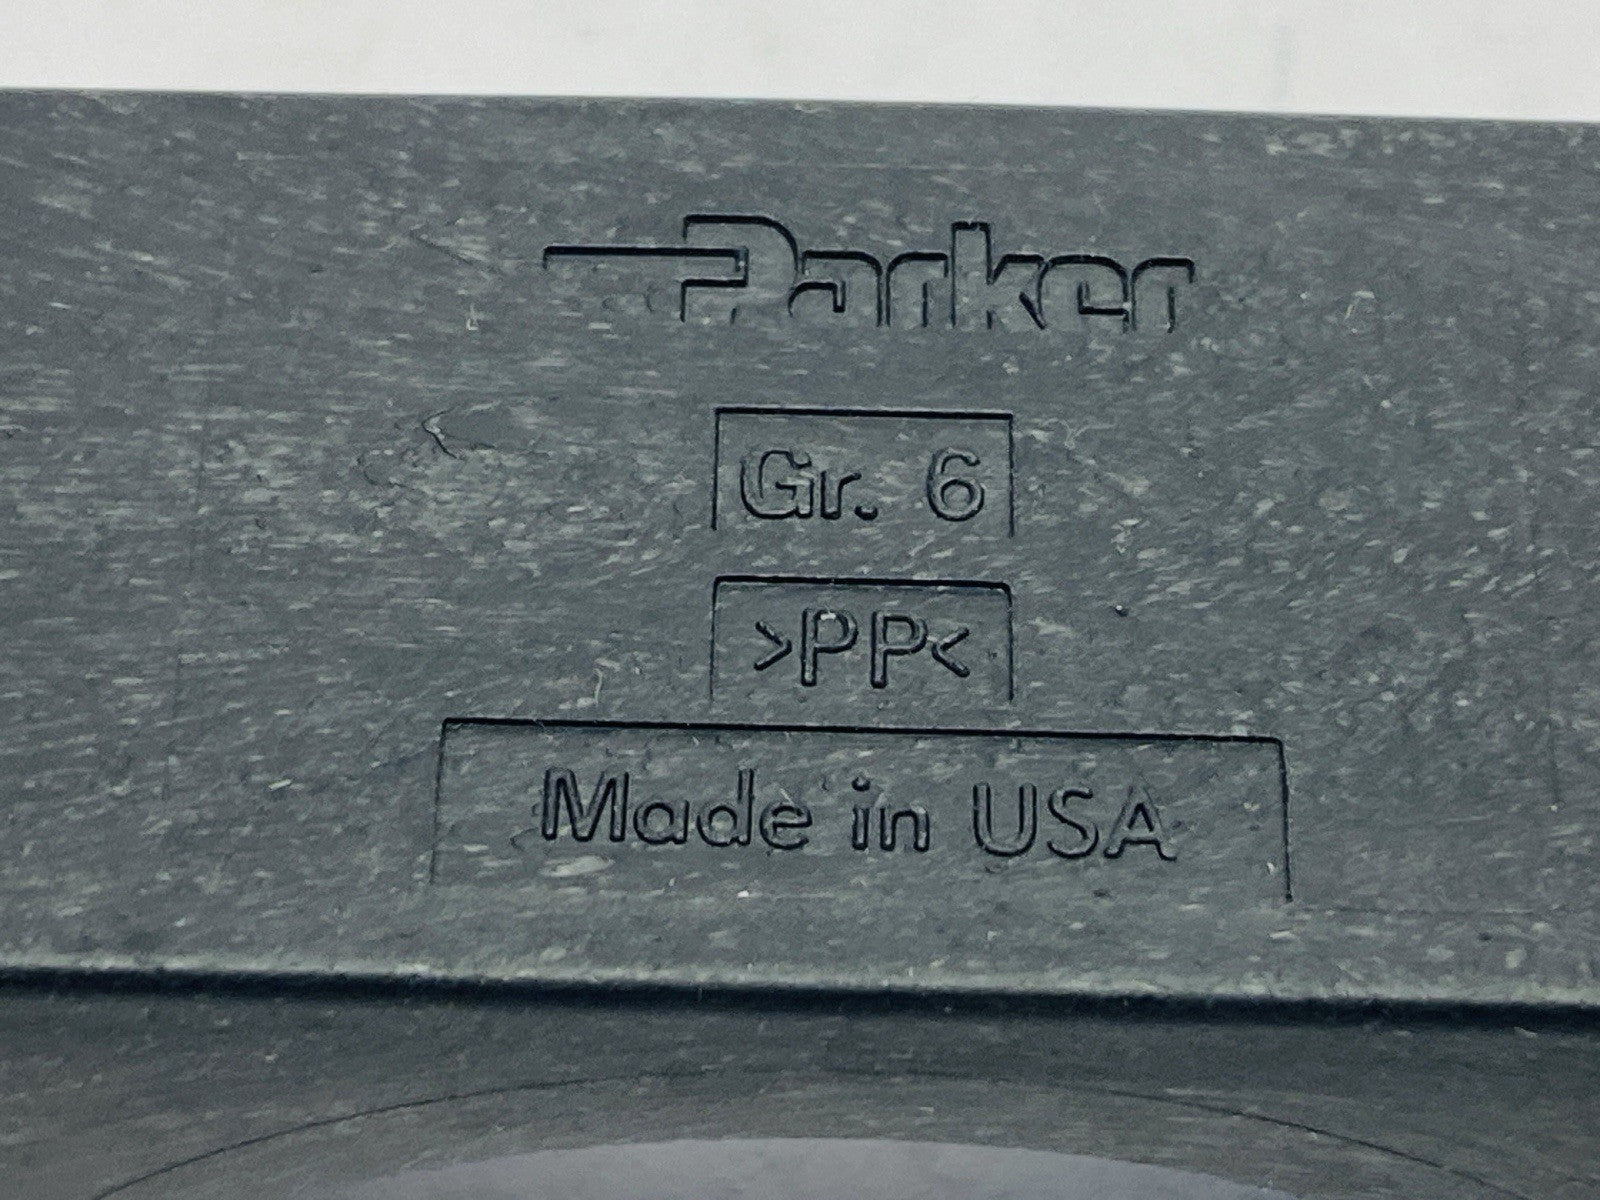 Parker
Gr. 6
>PP<
Made in USA